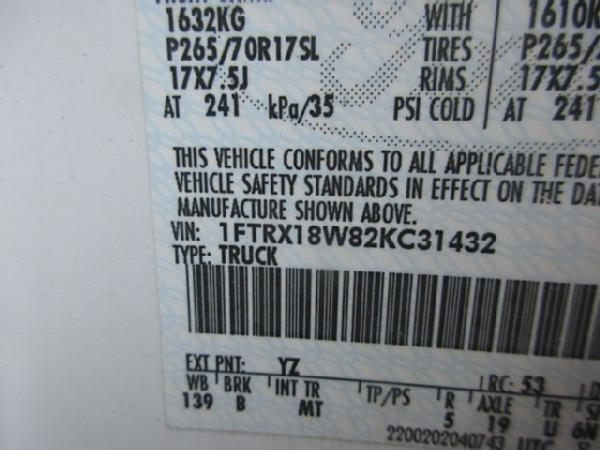 1632KG WITH 1610K
P265/70R17SL TIRES P265/
17X7.5J RIMS 17X7.5
AT 241 kPa/35 PSI COLD AT 241
THIS VEHICLE CONFORMS TO ALL APPLICABLE FEDE
VEHICLE SAFETY STANDARDS IN EFFECT ON THE DA
MANUFACTURE SHOWN ABOVE.
VIN: 1FTRX18W82KC31432
TYPE: TRUCK
EXT PNT: YZ RC: 53
WB BRK INT TR TP/PS R AXLE TR
139 B MT 5 19 U 6N
2200202040743 UTC